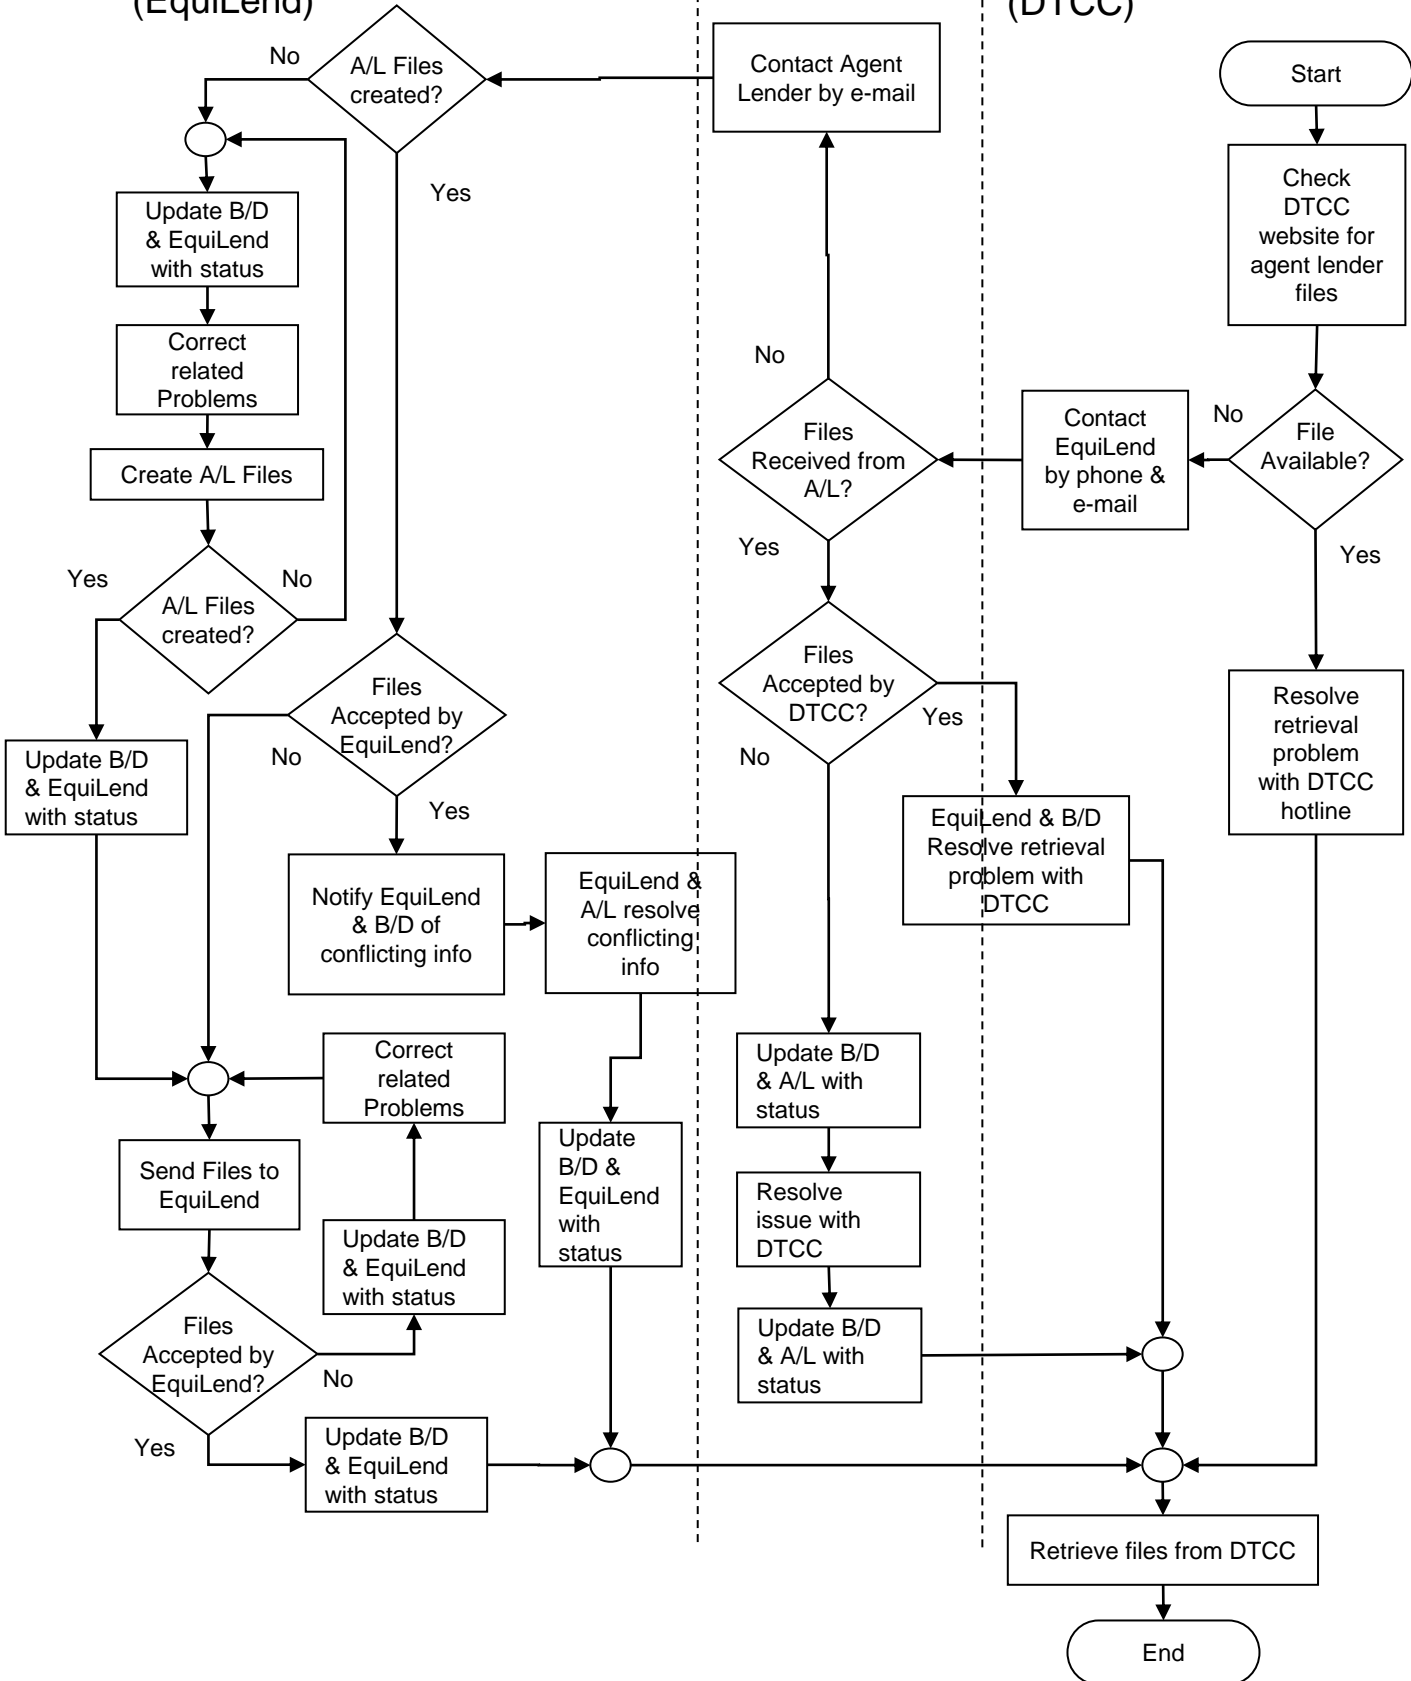 (EquiLend)
(DTCC)
No
A/L Files
created?
Contact Agent
Lender by e-mail
Start
Yes
Check
DTCC
website for
agent lender
files
Update B/D
& EquiLend
with status
Correct
related
Problems
No
Files
Received from
A/L?
Contact
EquiLend
by phone &
e-mail
No
File
Available?
Create A/L Files
Yes
Yes
Yes
No
A/L Files
created?
Files
Accepted by
EquiLend?
No
Files
Accepted by
DTCC?
Yes
No
Resolve
retrieval
problem
with DTCC
hotline
Update B/D
& EquiLend
with status
Yes
EquiLend & B/D
Resolve retrieval
problem with
DTCC
Notify EquiLend
& B/D of
conflicting info
EquiLend &
A/L resolve
conflicting
info
Correct
related
Problems
Update B/D
& A/L with
status
Send Files to
EquiLend
Update
B/D &
EquiLend
with
status
Resolve
issue with
DTCC
Update B/D
& EquiLend
with status
Files
Accepted by
EquiLend?
No
Update B/D
& A/L with
status
Yes
Update B/D
& EquiLend
with status
Retrieve files from DTCC
End